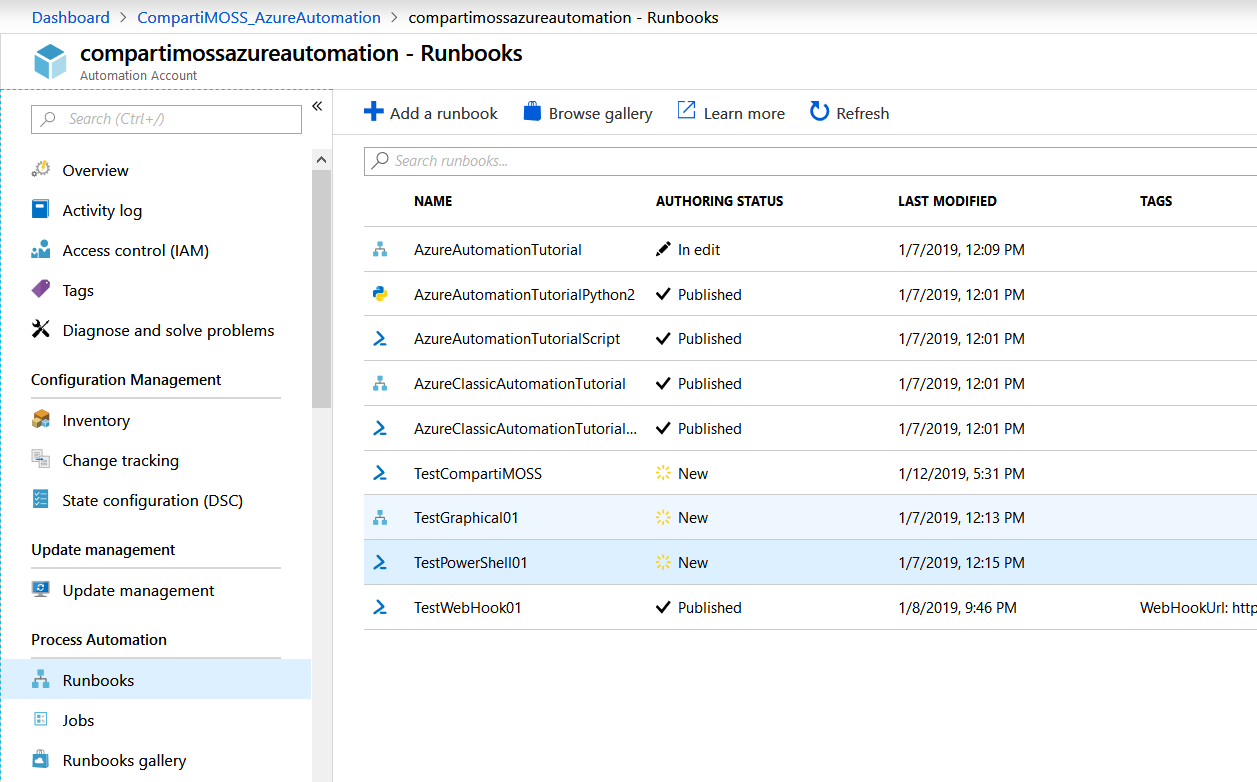 Dashboard > CompartiMOSS_AzureAutomation > compartimossazureautomation - Runbooks
compartimossazureautomation - Runbooks
Automation Account
Search (Ctrl+/)
«
Overview
Activity log
Access control (IAM)
Tags
Diagnose and solve problems
Configuration Management
Inventory
Change tracking
State configuration (DSC)
Update management
Update management
Process Automation
Runbooks
Jobs
Runbooks gallery
Add a runbook Browse gallery Learn more Refresh
Search runbooks...
NAME AUTHORING STATUS LAST MODIFIED TAGS
AzureAutomationTutorial In edit 1/7/2019, 12:09 PM
AzureAutomationTutorialPython2 Published 1/7/2019, 12:01 PM
AzureAutomationTutorialScript Published 1/7/2019, 12:01 PM
AzureClassicAutomationTutorial Published 1/7/2019, 12:01 PM
AzureClassicAutomationTutorial... Published 1/7/2019, 12:01 PM
TestCompartiMOSS New 1/12/2019, 5:31 PM
TestGraphical01 New 1/7/2019, 12:13 PM
TestPowerShell01 New 1/7/2019, 12:15 PM
TestWebHook01 Published 1/8/2019, 9:46 PM WebHookUrl: http